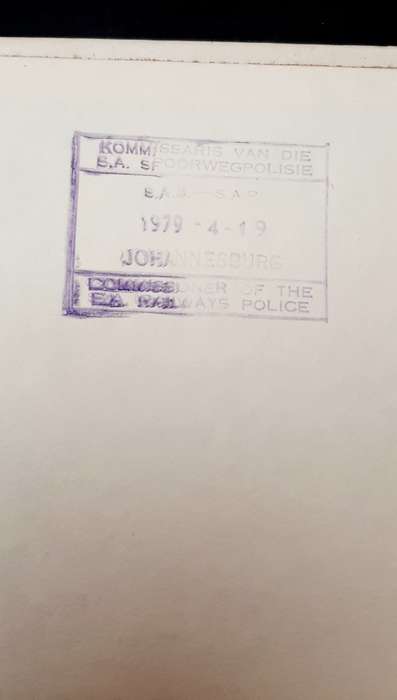 KOMMISSARIS VAN DIE
S.A. SPOORWEGPOLISIE
S.A.S. — S.A.R.
1979 -4- 19
JOHANNESBURG
COMMISSIONER OF THE
S.A. RAILWAYS POLICE